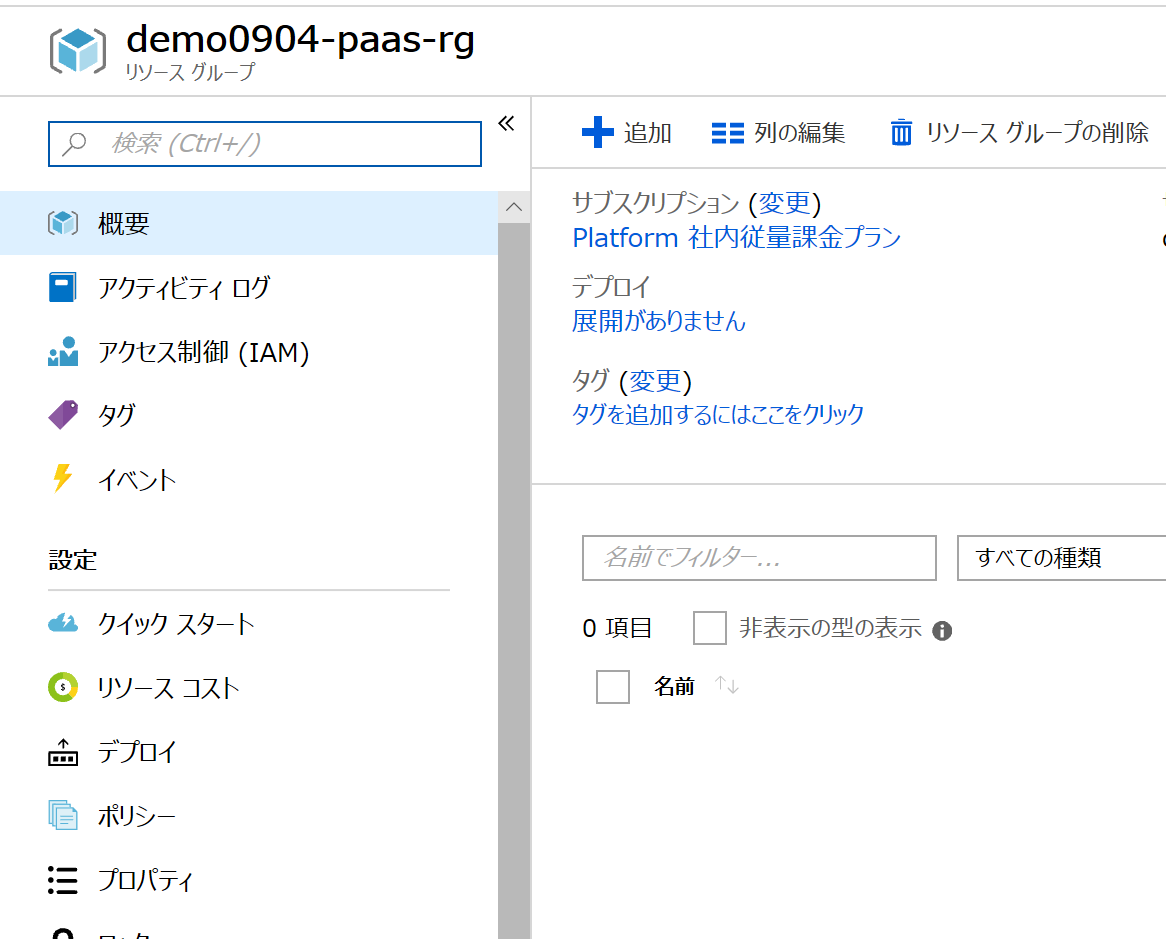 demo0904-paas-rg
リソース グループ
検索 (Ctrl+/)
概要
アクティビティ ログ
アクセス制御 (IAM)
タグ
イベント
設定
クイック スタート
リソース コスト
デプロイ
ポリシー
プロパティ
追加
列の編集
リソース グループの削除
サブスクリプション (変更)
Platform 社内従量課金プラン
デプロイ
展開がありません
タグ (変更)
タグを追加するにはここをクリック
名前でフィルター...
すべての種類
0 項目
非表示の型の表示
名前